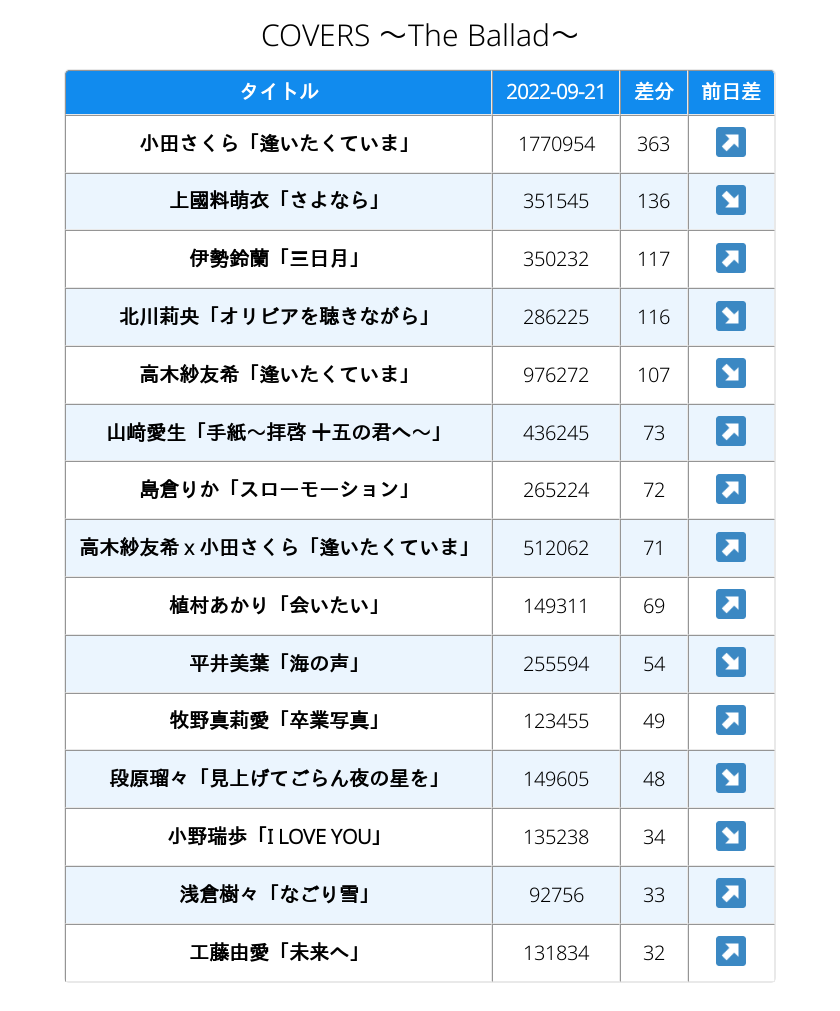 COVERS ～The Ballad～
タイトル 2022-09-21 差分 前日差
小田さくら「逢いたくていま」 1770954 363 ↗
上國料萌衣「さよなら」 351545 136 ↘
伊勢鈴蘭「三日月」 350232 117 ↗
北川莉央「オリビアを聴きながら」 286225 116 ↘
高木紗友希「逢いたくていま」 976272 107 ↘
山﨑愛生「手紙～拝啓 十五の君へ～」 436245 73 ↗
島倉りか「スローモーション」 265224 72 ↗
高木紗友希 x 小田さくら「逢いたくていま」 512062 71 ↗
植村あかり「会いたい」 149311 69 ↗
平井美葉「海の声」 255594 54 ↘
牧野真莉愛「卒業写真」 123455 49 ↗
段原瑠々「見上げてごらん夜の星を」 149605 48 ↘
小野瑞歩「I LOVE YOU」 135238 34 ↘
浅倉樹々「なごり雪」 92756 33 ↗
工藤由愛「未来へ」 131834 32 ↗